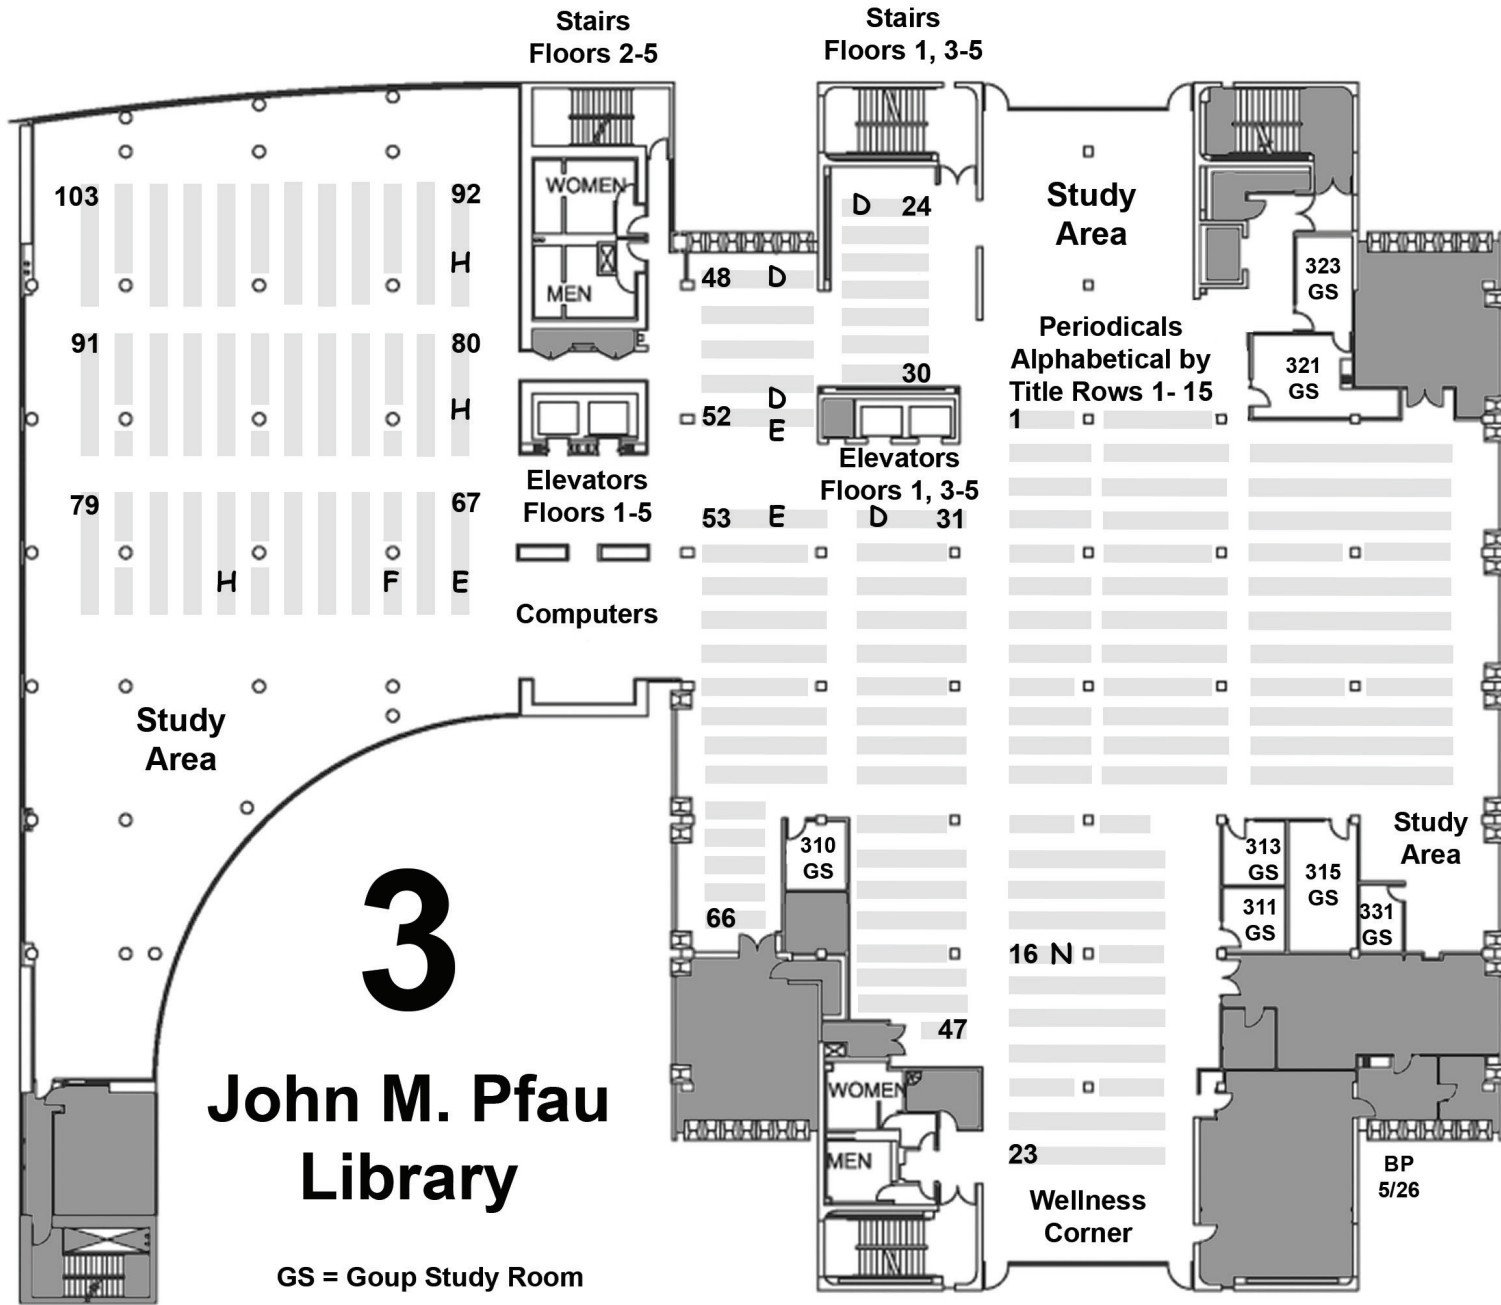 Stairs
Floors 2-5
Stairs
Floors 1, 3-5
WOMEN
MEN
103
92
H
91
80
H
79
67
H
F
E
48
D
D
52
E
D
24
30
Study
Area
323
GS
321
GS
Periodicals
Alphabetical by
Title Rows 1- 15
1
Elevators
Floors 1-5
Elevators
Floors 1, 3-5
53
E
D
31
Computers
Study
Area
66
310
GS
47
313
GS
311
GS
315
GS
331
GS
Study
Area
16
N
23
WOMEN
MEN
Wellness
Corner
BP
5/26
3
John M. Pfau
Library
GS = Goup Study Room